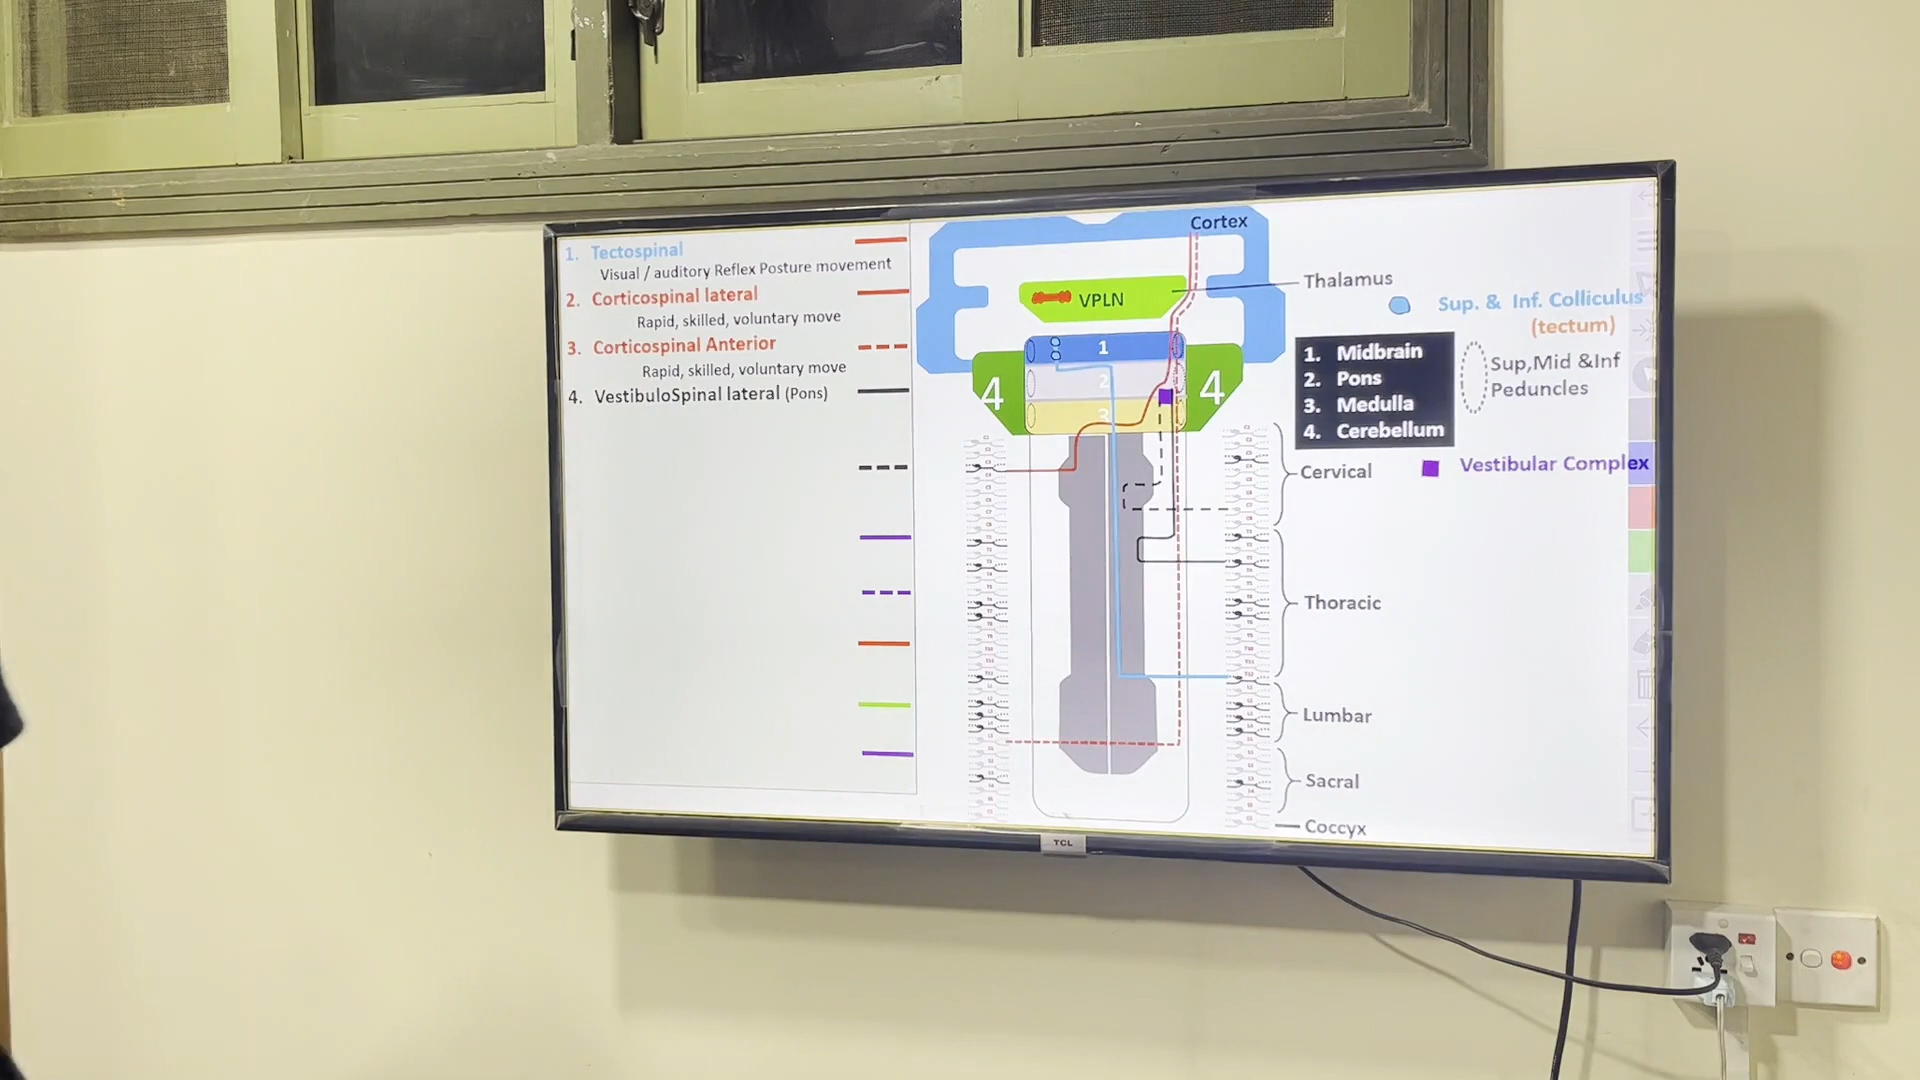 1. Tectospinal
Visual / auditory Reflex Posture movement
2. Corticospinal lateral
Rapid, skilled, voluntary move
3. Corticospinal Anterior
Rapid, skilled, voluntary move
4. VestibuloSpinal lateral (Pons)
Cortex
VPLN
Thalamus
Sup. & Inf. Colliculus
(tectum)
1
2
3
4
4
1. Midbrain
2. Pons
3. Medulla
4. Cerebellum
Sup,Mid &Inf
Peduncles
Vestibular Complex
Cervical
Thoracic
Lumbar
Sacral
Coccyx
TCL